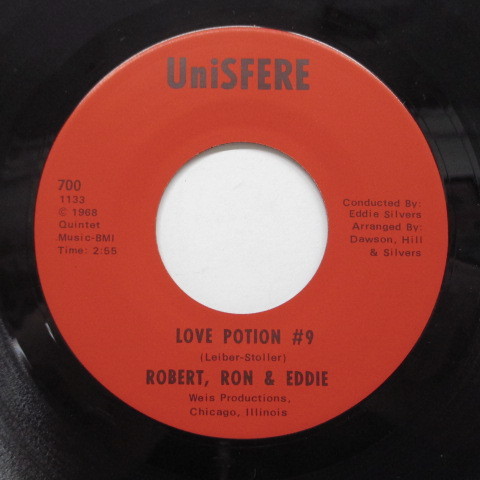 UniSFERE
700
1133
© 1968
Quintet
Music-BMI
Time: 2:55
Conducted By:
Eddie Silvers
Arranged By:
Dawson, Hill
& Silvers
LOVE POTION #9
(Leiber-Stoller)
ROBERT, RON & EDDIE
Weis Productions,
Chicago, Illinois